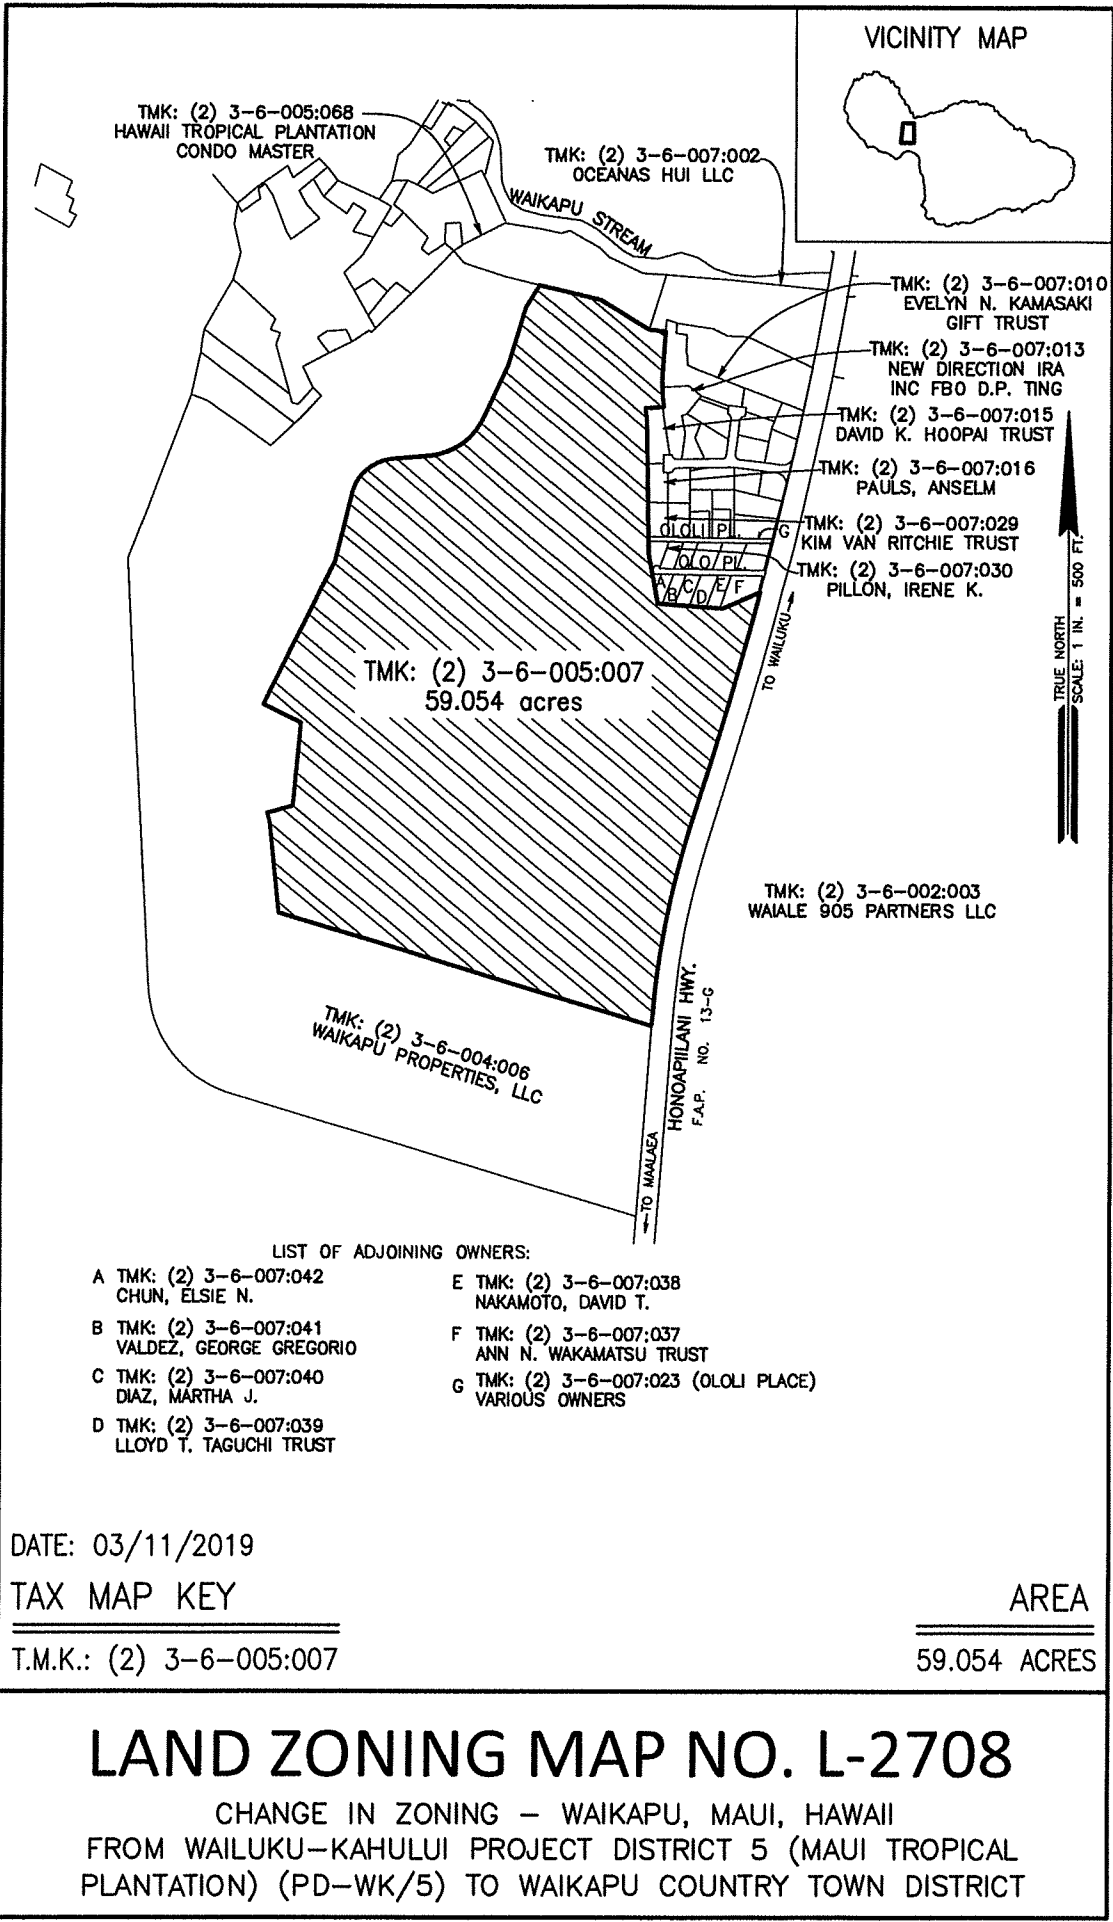 VICINITY MAP
TMK: (2) 3-6-005:068
HAWAII TROPICAL PLANTATION
CONDO MASTER
TMK: (2) 3-6-007:002
OCEANAS HUI LLC
WAIKAPU STREAM
TMK: (2) 3-6-007:010
EVELYN N. KAMASAKI
GIFT TRUST
TMK: (2) 3-6-007:013
NEW DIRECTION IRA
INC FBO D.P. TING
TMK: (2) 3-6-007:015
DAVID K. HOOPAI TRUST
TMK: (2) 3-6-007:016
PAULS, ANSELM
TMK: (2) 3-6-007:029
KIM VAN RITCHIE TRUST
TMK: (2) 3-6-007:030
PILLON, IRENE K.
OLOLI PL.
G
OLO PL.
A B C D E F
TO WAILUKU
TRUE NORTH
SCALE: 1 IN. = 500 FT.
TMK: (2) 3-6-005:007
59.054 acres
TMK: (2) 3-6-002:003
WAIALE 905 PARTNERS LLC
TMK: (2) 3-6-004:006
WAIKAPU PROPERTIES, LLC
HONOAPIILANI HWY.
F.A.P. NO. 13-G
TO MAALAEA
LIST OF ADJOINING OWNERS:
A TMK: (2) 3-6-007:042
CHUN, ELSIE N.
B TMK: (2) 3-6-007:041
VALDEZ, GEORGE GREGORIO
C TMK: (2) 3-6-007:040
DIAZ, MARTHA J.
D TMK: (2) 3-6-007:039
LLOYD T. TAGUCHI TRUST
E TMK: (2) 3-6-007:038
NAKAMOTO, DAVID T.
F TMK: (2) 3-6-007:037
ANN N. WAKAMATSU TRUST
G TMK: (2) 3-6-007:023 (OLOLI PLACE)
VARIOUS OWNERS
DATE: 03/11/2019
TAX MAP KEY
AREA
T.M.K.: (2) 3-6-005:007
59.054 ACRES
LAND ZONING MAP NO. L-2708
CHANGE IN ZONING - WAIKAPU, MAUI, HAWAII
FROM WAILUKU-KAHULUI PROJECT DISTRICT 5 (MAUI TROPICAL
PLANTATION) (PD-WK/5) TO WAIKAPU COUNTRY TOWN DISTRICT